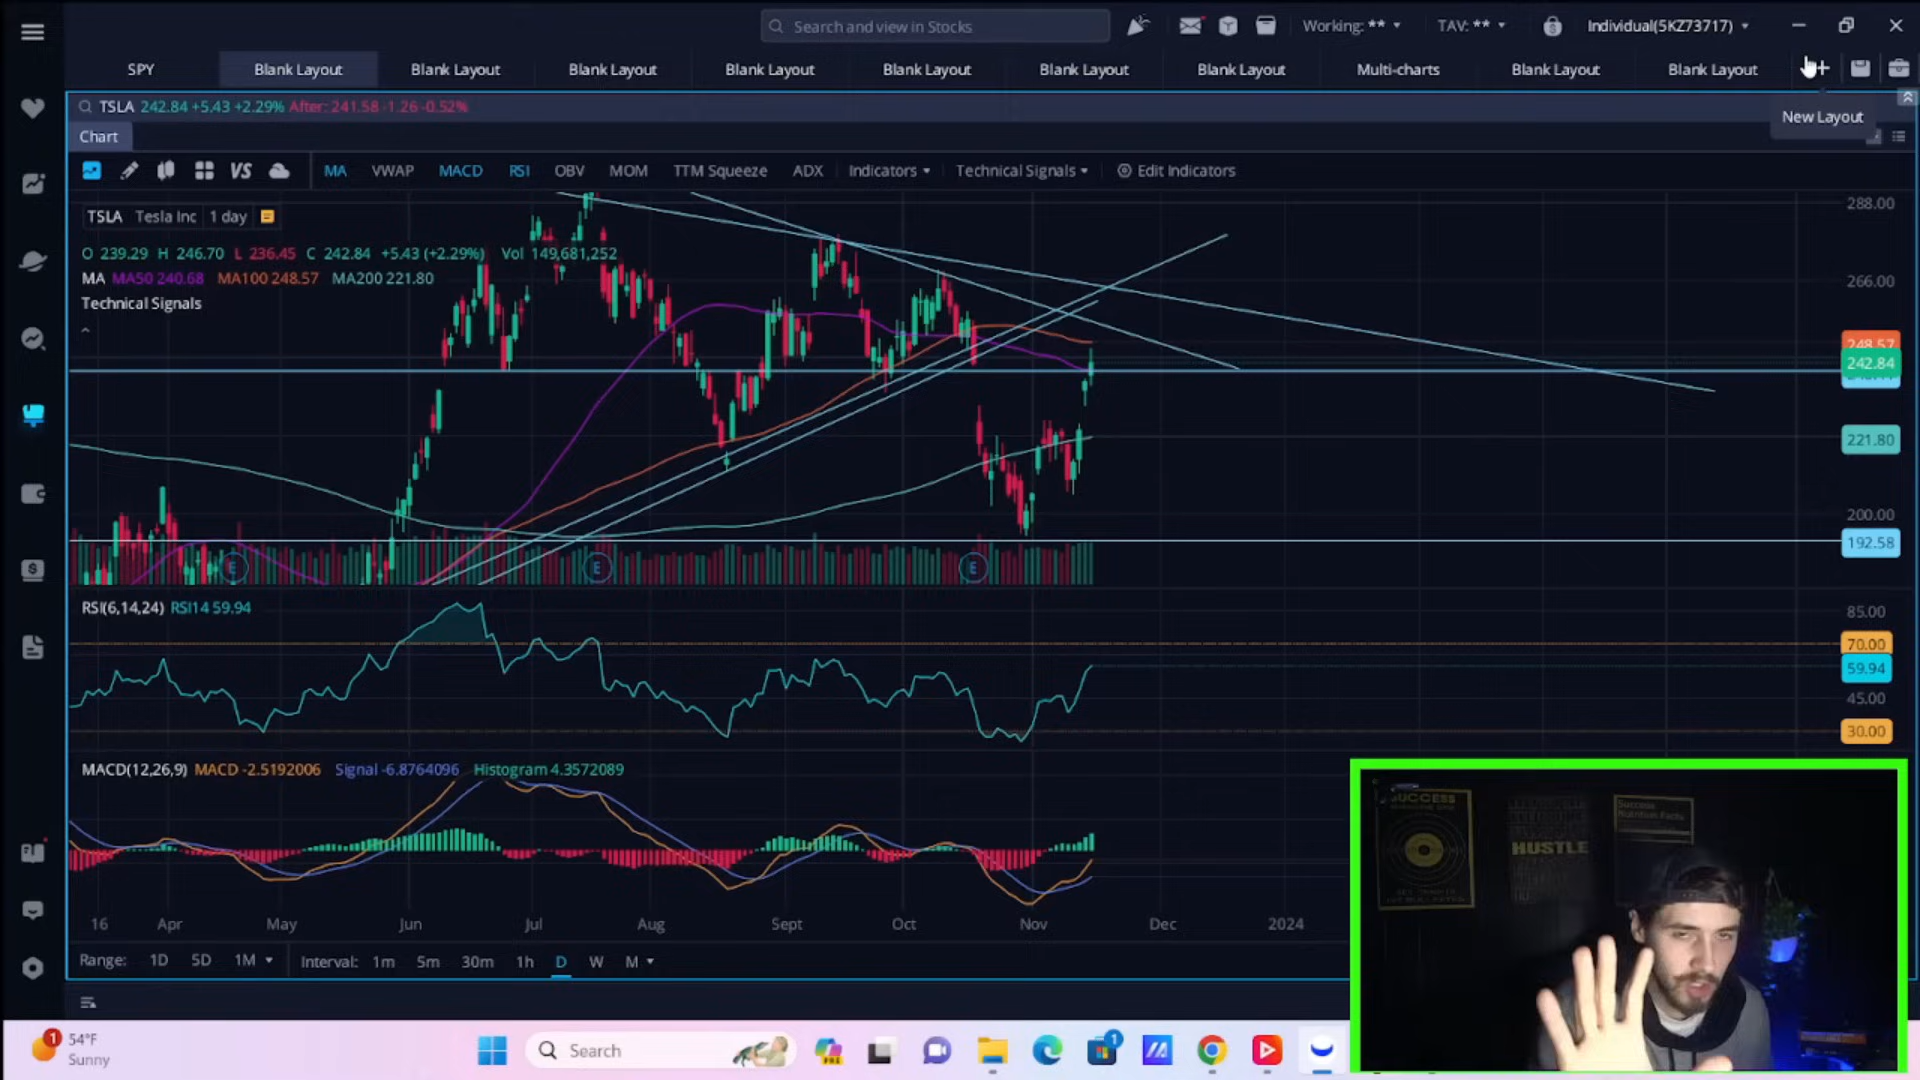 Search and view in Stocks
Working: ** TAV: ** Individual(5KZ73717)
SPY Blank Layout Blank Layout Blank Layout Blank Layout Blank Layout Blank Layout Blank Layout Multi-charts Blank Layout Blank Layout
TSLA 242.84 +5.43 +2.29% After: 241.58 -1.26 -0.52%
New Layout
Chart
VS MA VWAP MACD RSI OBV MOM TTM Squeeze ADX Indicators Technical Signals Edit Indicators
TSLA Tesla Inc 1 day
O 239.29 H 246.70 L 236.45 C 242.84 +5.43 (+2.29%) Vol 149,681,252
MA MA50 240.68 MA100 248.57 MA200 221.80
Technical Signals
288.00
266.00
248.57
242.84
221.80
200.00
192.58
E E E
RSI(6,14,24) RSI14 59.94
85.00
70.00
59.94
45.00
30.00
MACD(12,26,9) MACD -2.5192006 Signal -6.8764096 Histogram 4.3572089
16 Apr May Jun Jul Aug Sept Oct Nov Dec 2024
Range: 1D 5D 1M Interval: 1m 5m 30m 1h D W M
SUCCESS
HUSTLE
Success
Nutrition Facts
1
54°F
Sunny
Search
PRE
1